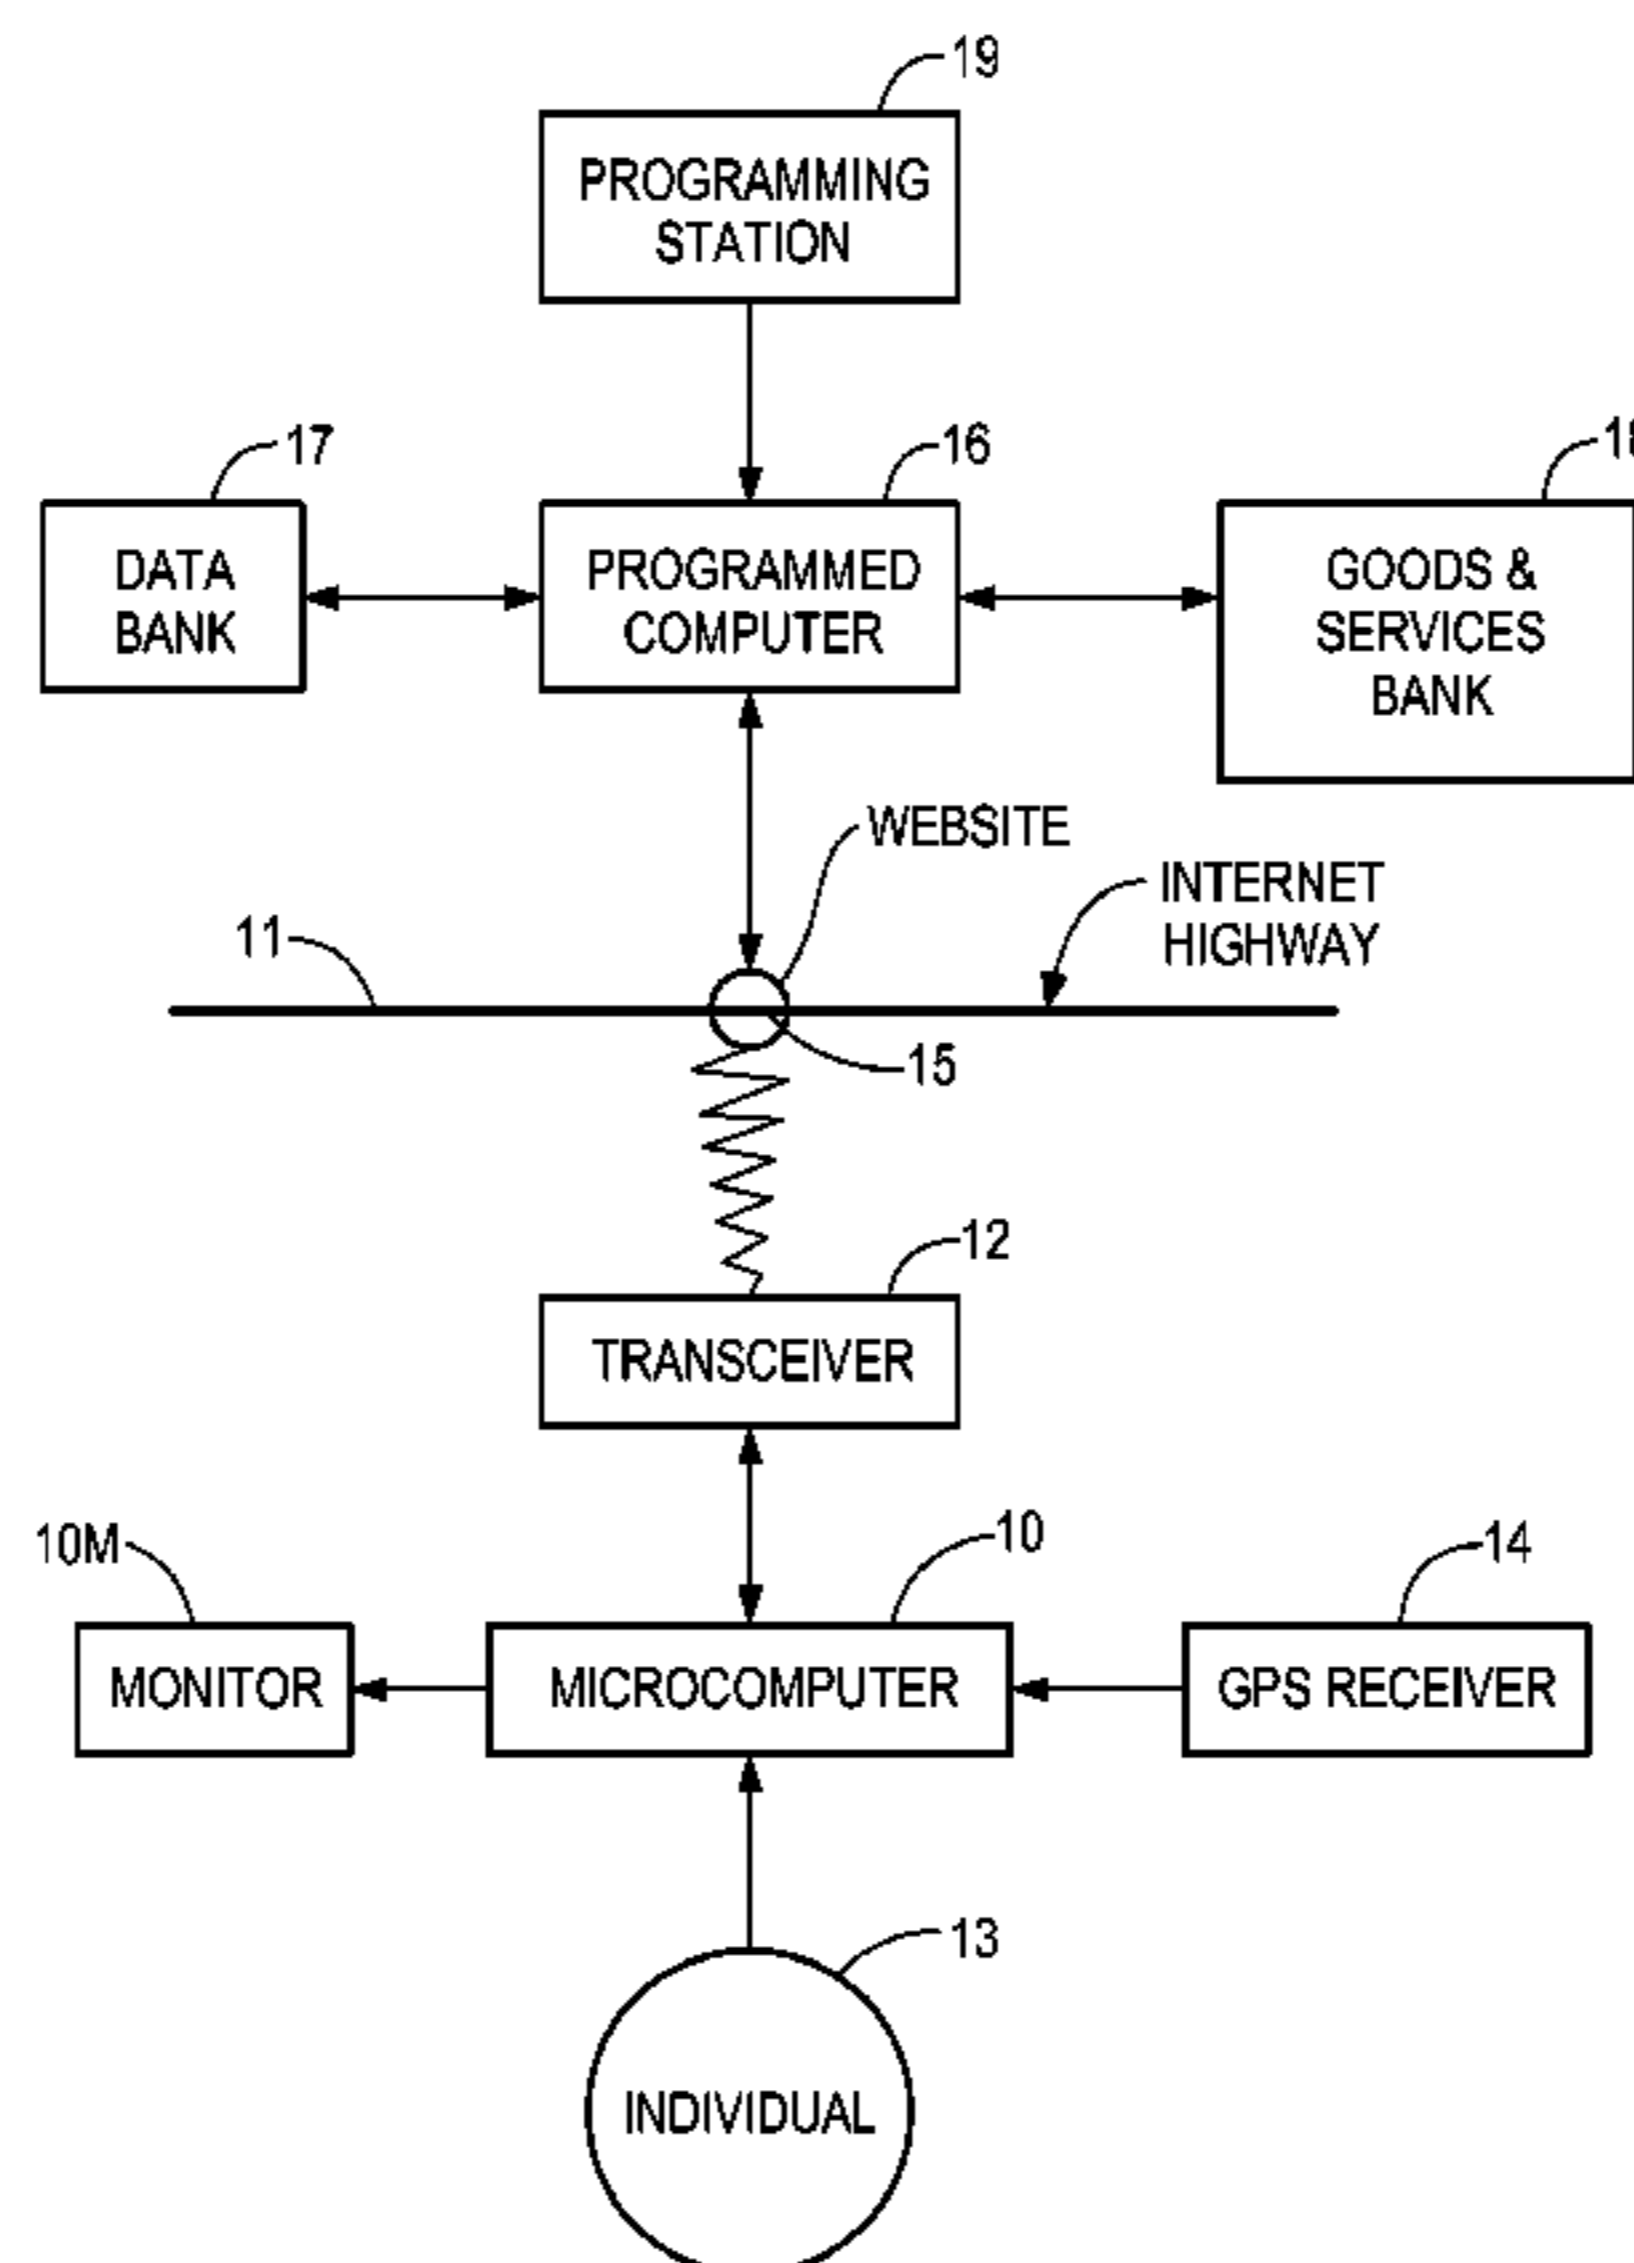 19
PROGRAMMING
STATION
17
16
DATA
BANK
PROGRAMMED
COMPUTER
GOODS &
SERVICES
BANK
WEBSITE
INTERNET
HIGHWAY
11
15
12
TRANSCEIVER
10M
10
14
MONITOR
MICROCOMPUTER
GPS RECEIVER
13
INDIVIDUAL